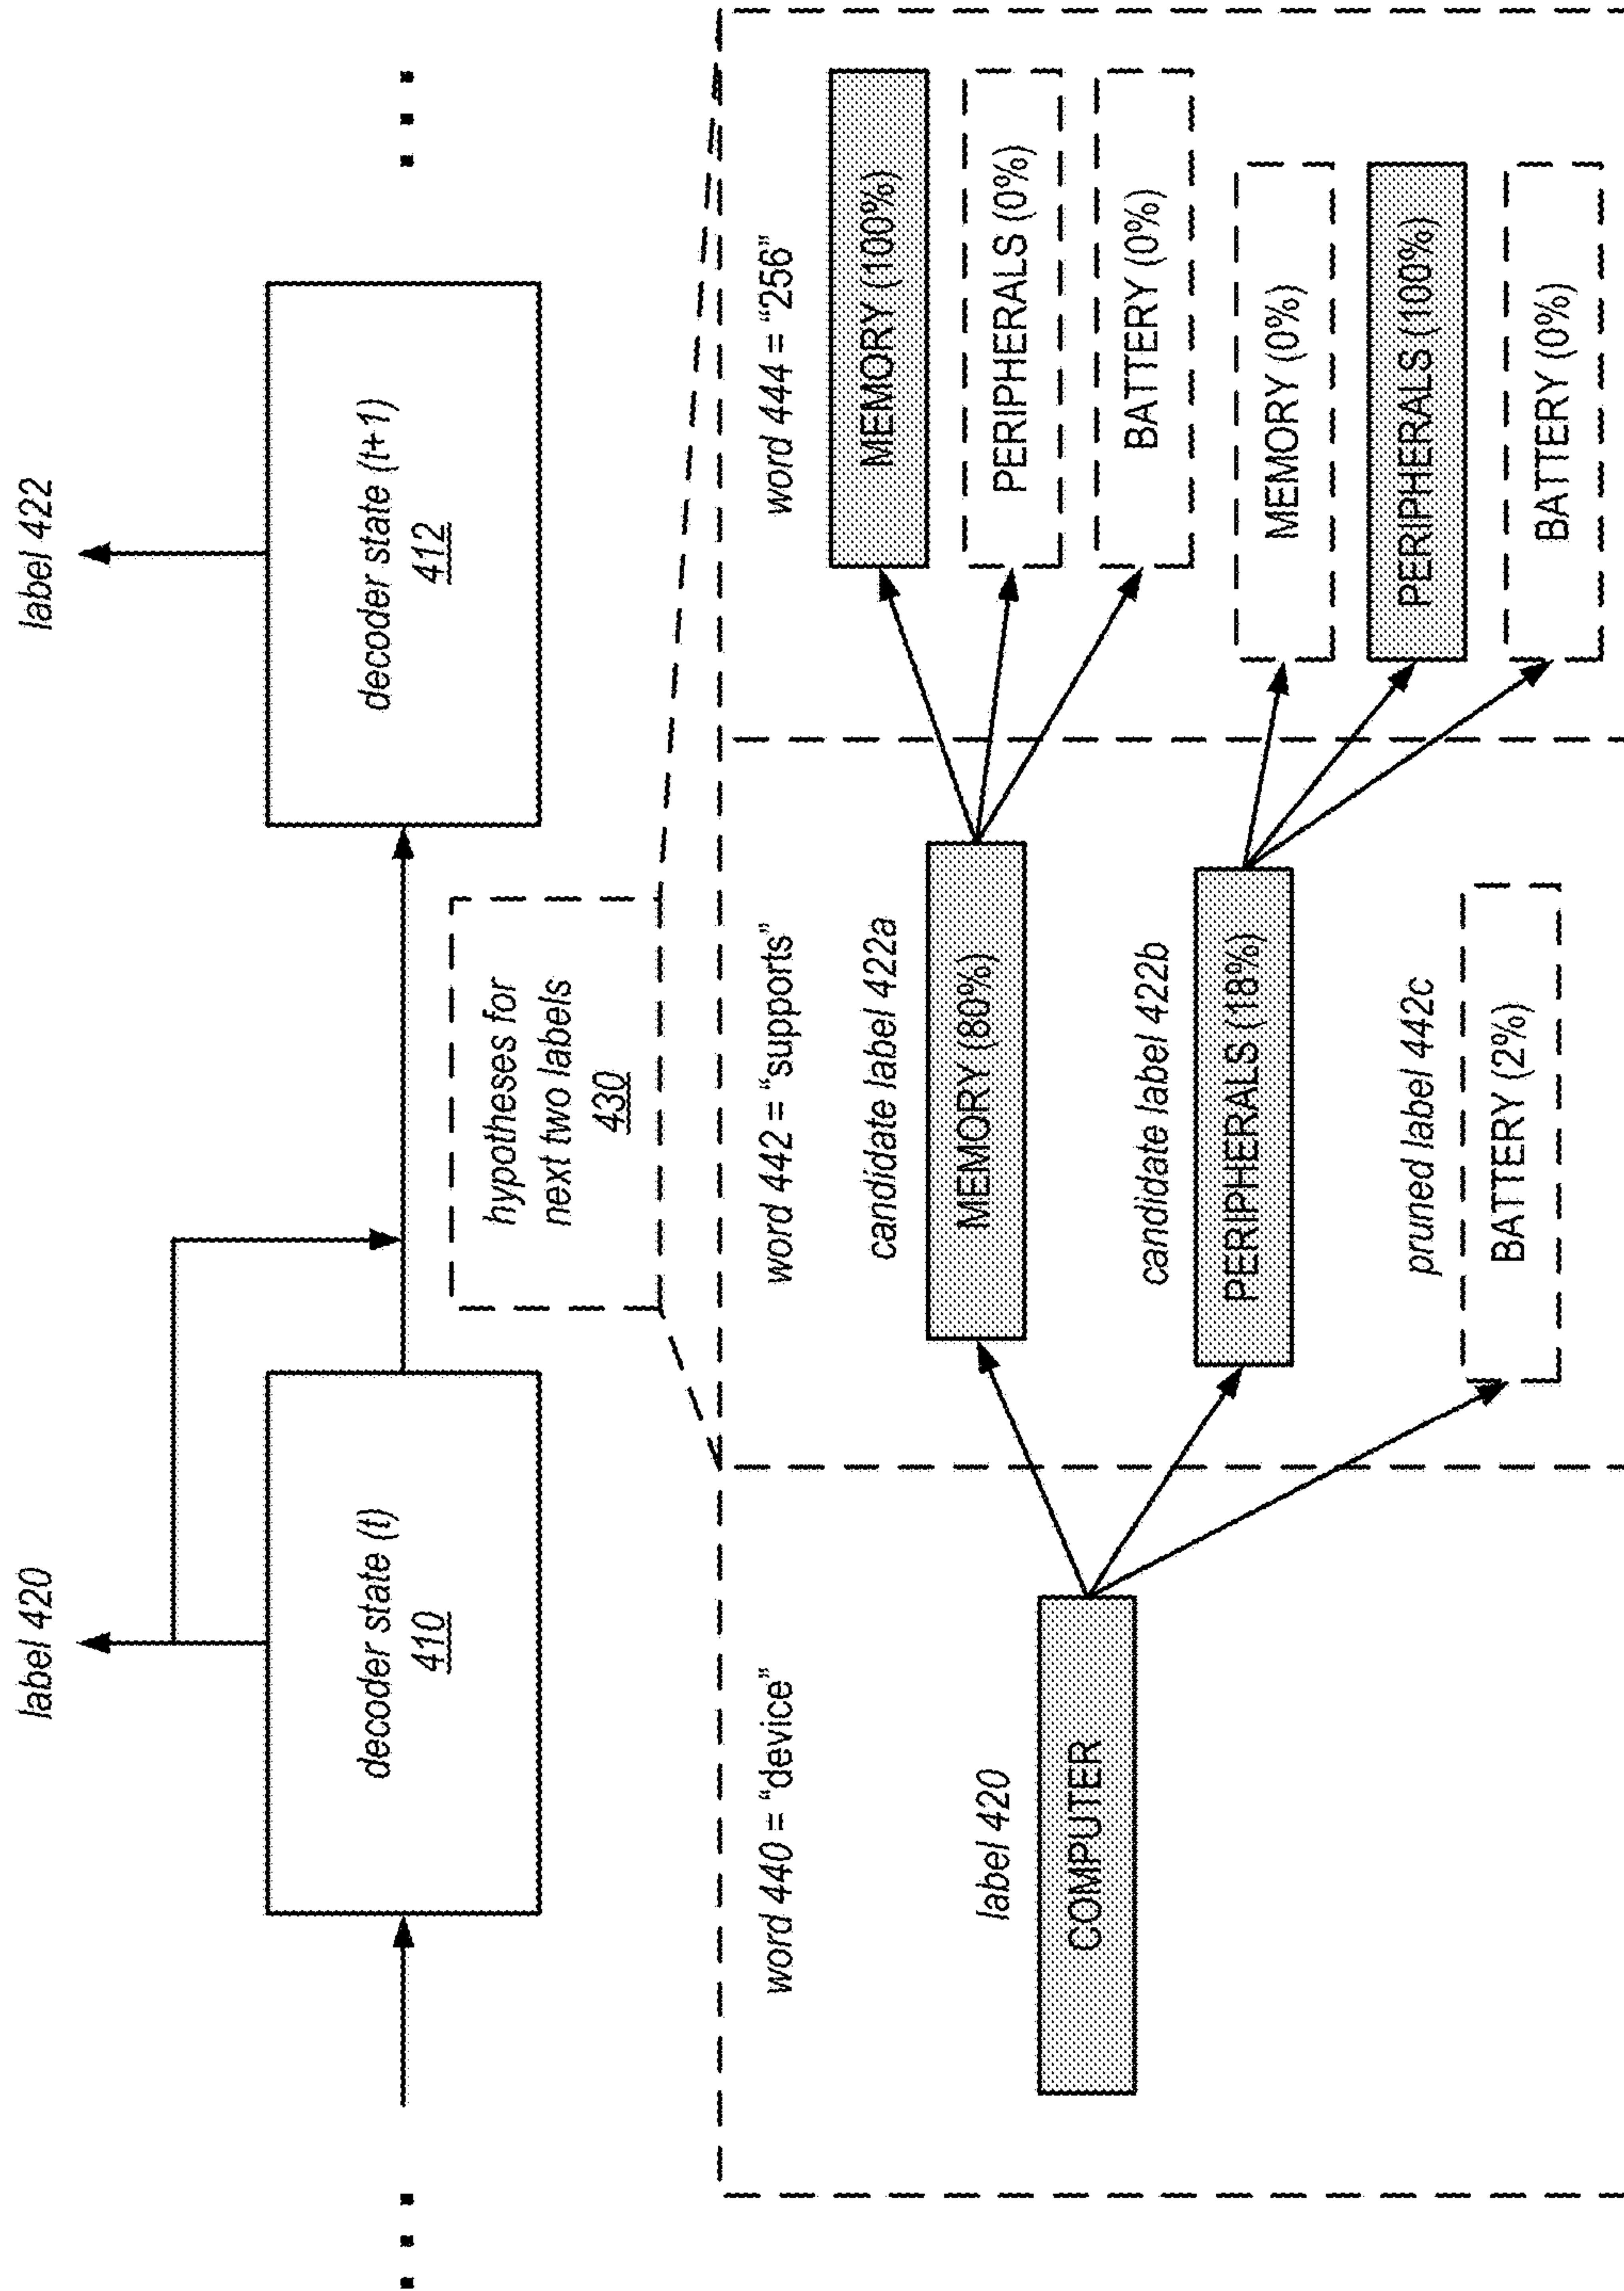 label 420
label 422
decoder state (t)
410
decoder state (t+1)
412
hypotheses for
next two labels
430
word 440 = “device”
label 420
COMPUTER
word 442 = “supports”
candidate label 422a
MEMORY (80%)
candidate label 422b
PERIPHERALS (18%)
pruned label 442c
BATTERY (2%)
word 444 = “256”
MEMORY (100%)
PERIPHERALS (0%)
BATTERY (0%)
MEMORY (0%)
PERIPHERALS (100%)
BATTERY (0%)